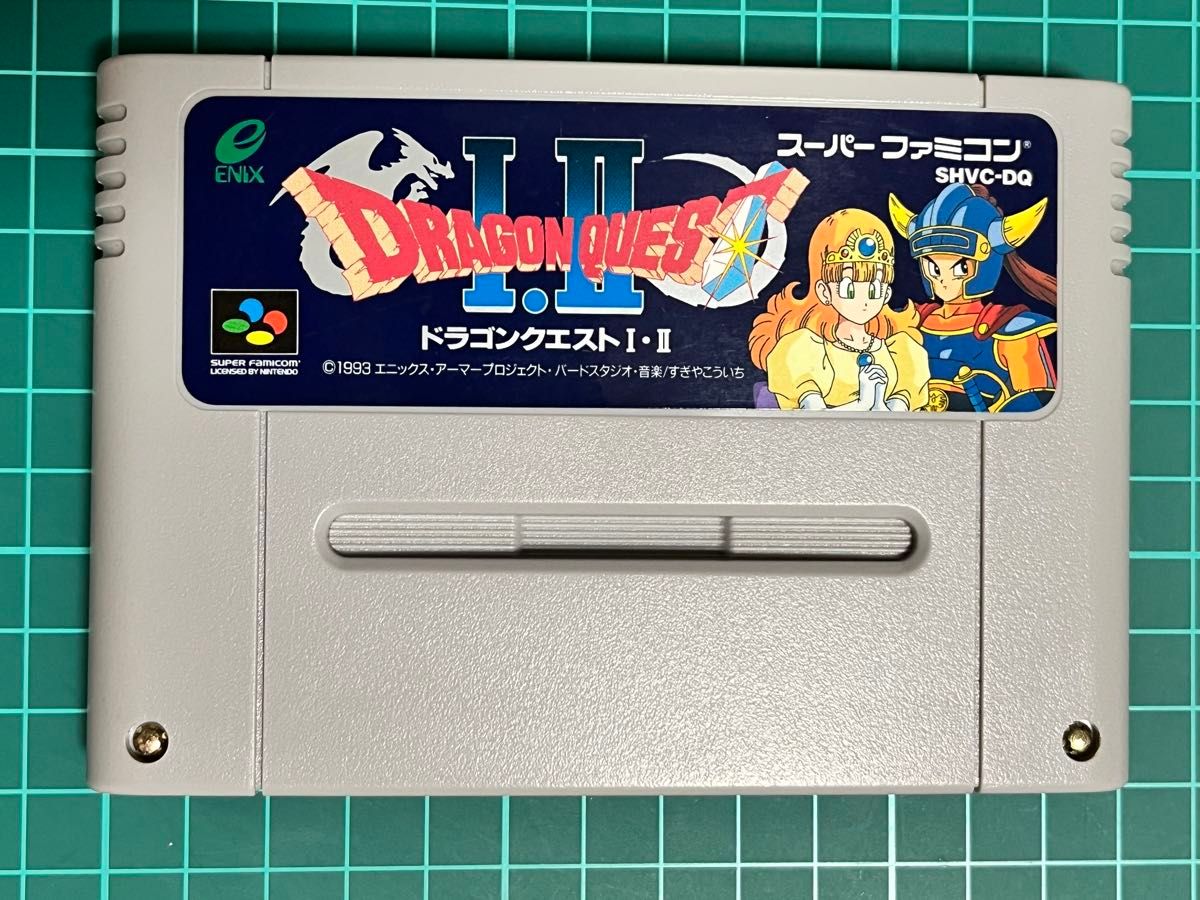 e
ENIX
I.II
DRAGON QUEST
ドラゴンクエストI・II
スーパーファミコン®
SHVC-DQ
SUPER FAMICOM
LICENSED BY NINTENDO
©1993 エニックス・アーマープロジェクト・バードスタジオ・音楽/すぎやこういち